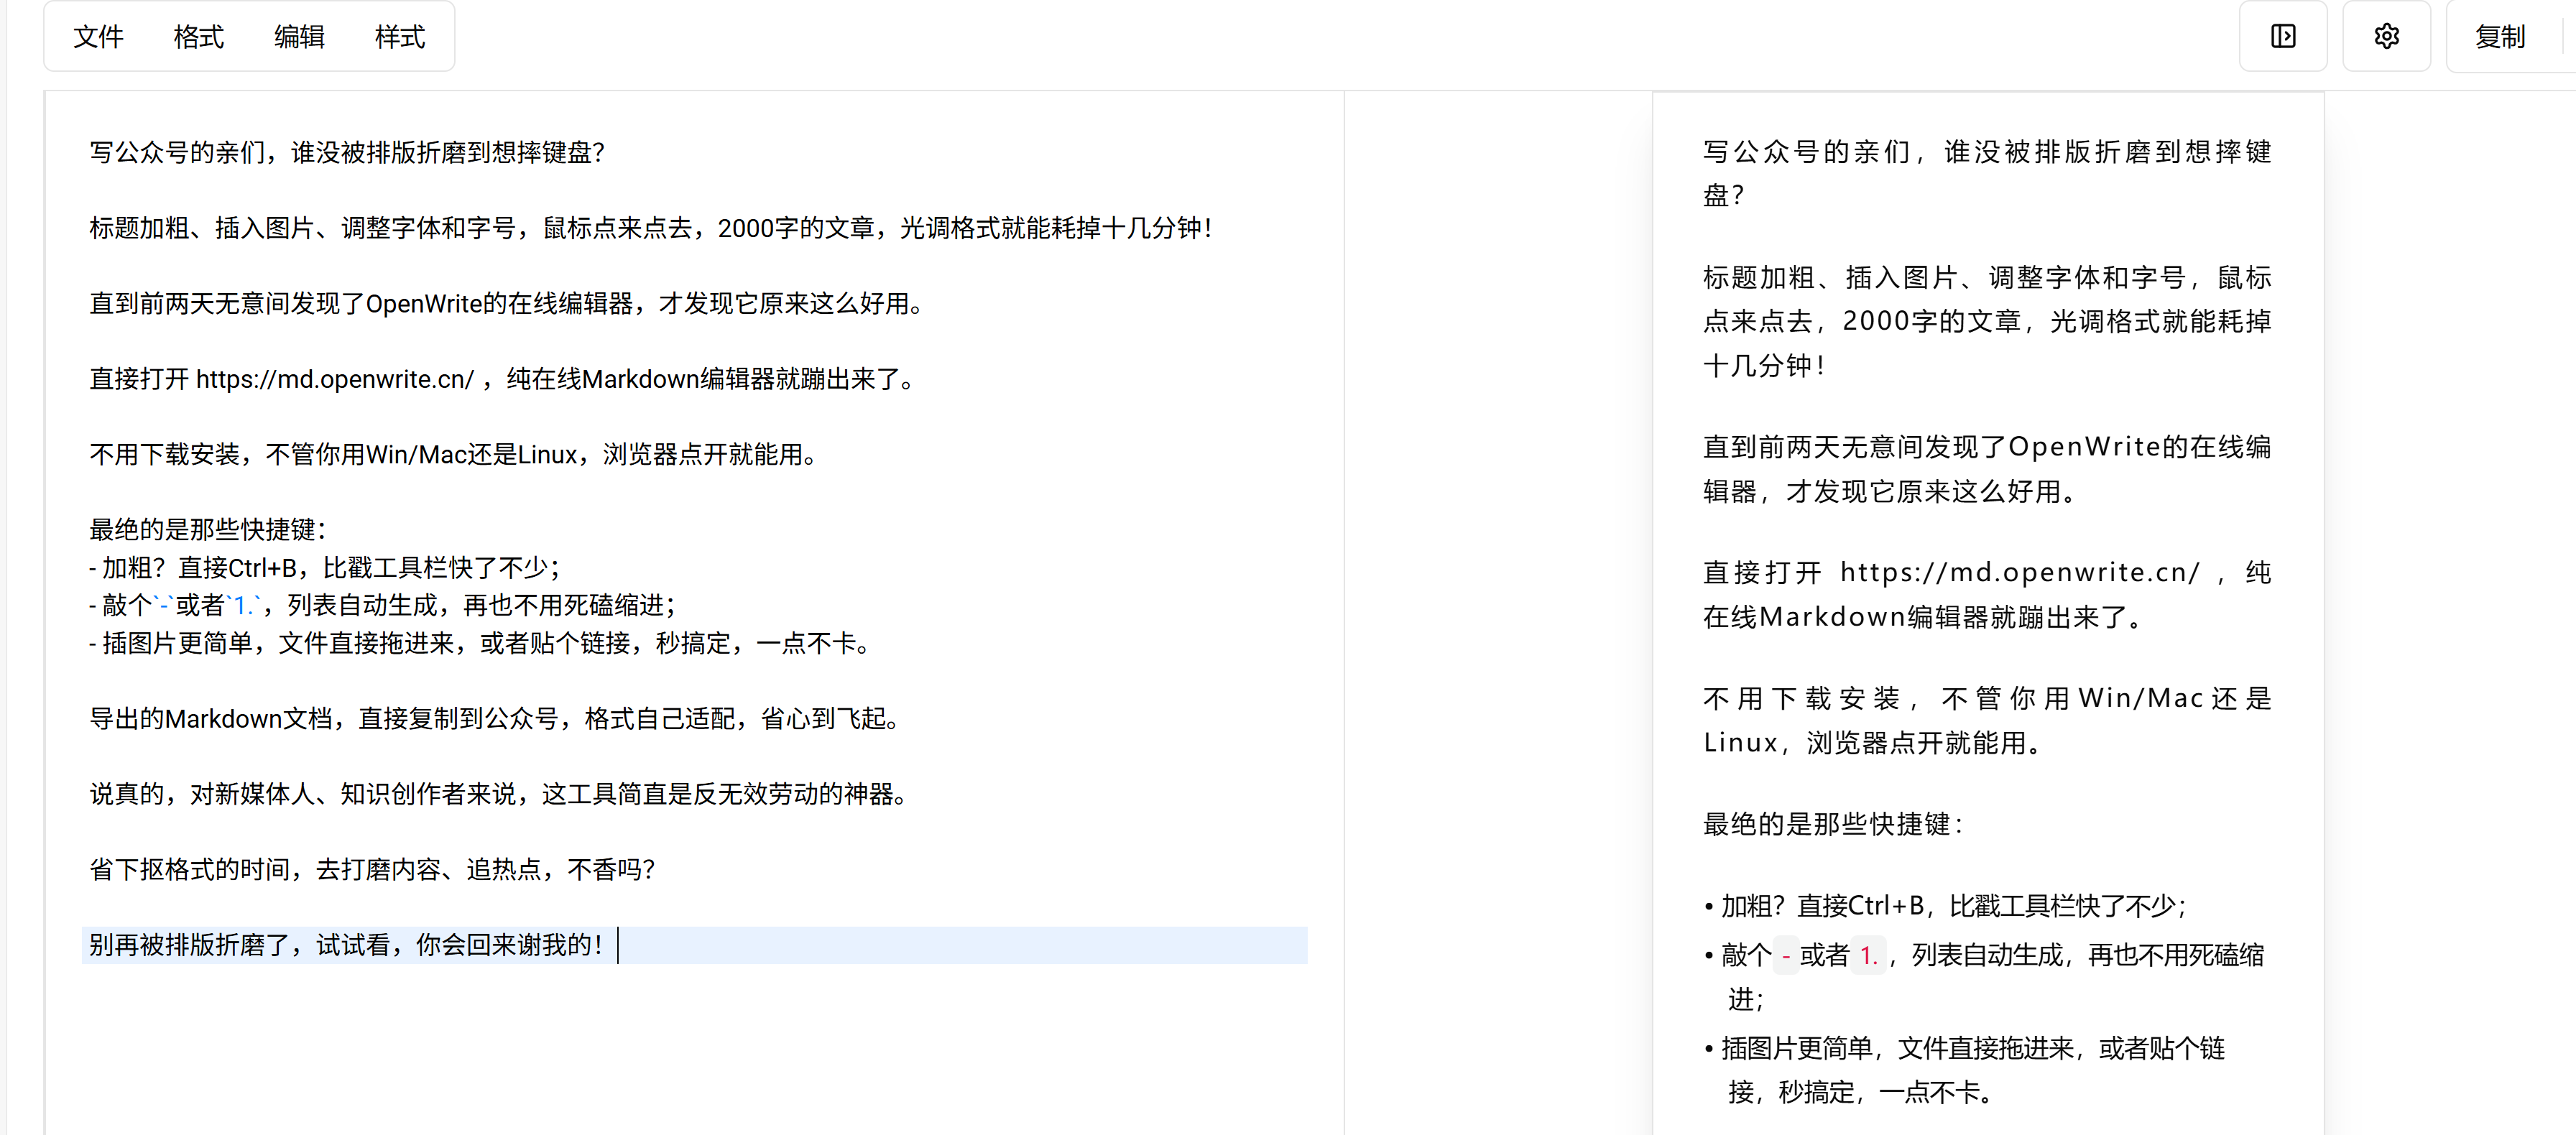 文件 格式 编辑 样式
复制
写公众号的亲们，谁没被排版折磨到想摔键盘？
标题加粗、插入图片、调整字体和字号，鼠标点来点去，2000字的文章，光调格式就能耗掉十几分钟！
直到前两天无意间发现了OpenWrite的在线编辑器，才发现它原来这么好用。
直接打开 https://md.openwrite.cn/ ，纯在线Markdown编辑器就蹦出来了。
不用下载安装，不管你用Win/Mac还是Linux，浏览器点开就能用。
最绝的是那些快捷键：
- 加粗？直接Ctrl+B，比戳工具栏快了不少；
- 敲个`-`或者`1.`，列表自动生成，再也不用死磕缩进；
- 插图片更简单，文件直接拖进来，或者贴个链接，秒搞定，一点不卡。
导出的Markdown文档，直接复制到公众号，格式自己适配，省心到飞起。
说真的，对新媒体人、知识创作者来说，这工具简直是反无效劳动的神器。
省下抠格式的时间，去打磨内容、追热点，不香吗？
别再被排版折磨了，试试看，你会回来谢我的！
写公众号的亲们，谁没被排版折磨到想摔键
盘？
标题加粗、插入图片、调整字体和字号，鼠标
点来点去，2000字的文章，光调格式就能耗掉
十几分钟！
直到前两天无意间发现了OpenWrite的在线编
辑器，才发现它原来这么好用。
直接打开 https://md.openwrite.cn/ ，纯
在线Markdown编辑器就蹦出来了。
不用下载安装，不管你用Win/Mac还是
Linux，浏览器点开就能用。
最绝的是那些快捷键：
• 加粗？直接Ctrl+B，比戳工具栏快了不少；
• 敲个 - 或者 1. ，列表自动生成，再也不用死磕缩
进；
• 插图片更简单，文件直接拖进来，或者贴个链
接，秒搞定，一点不卡。